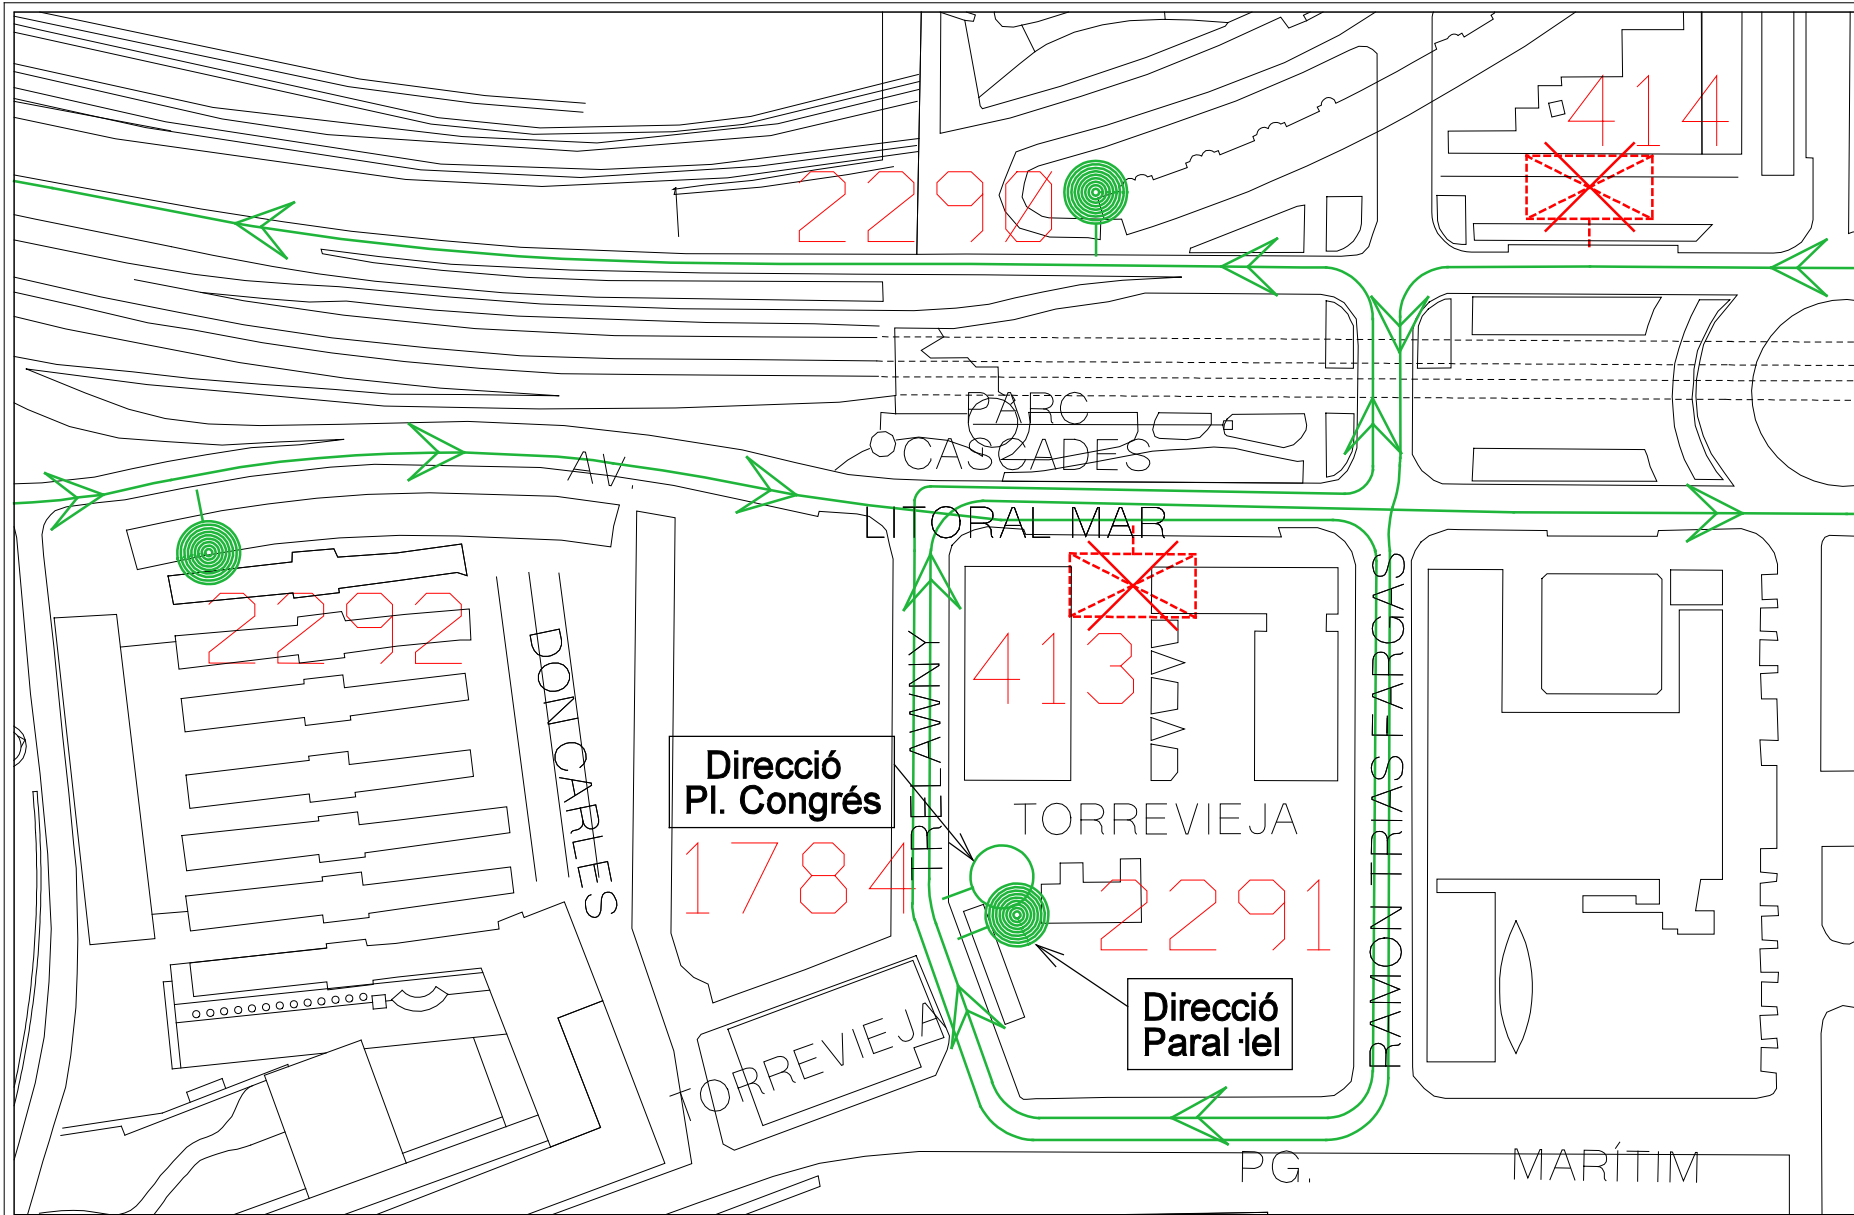 414
2290
PARC
CASCADES
AV.
LITORAL MAR
2292
413
DON CARLES
TRELAWNY
RAMON TRIAS FARGAS
Direcció
Pl. Congrés
TORREVIEJA
1784
2291
Direcció
Paral·lel
TORREVIEJA
PG. MARÍTIM